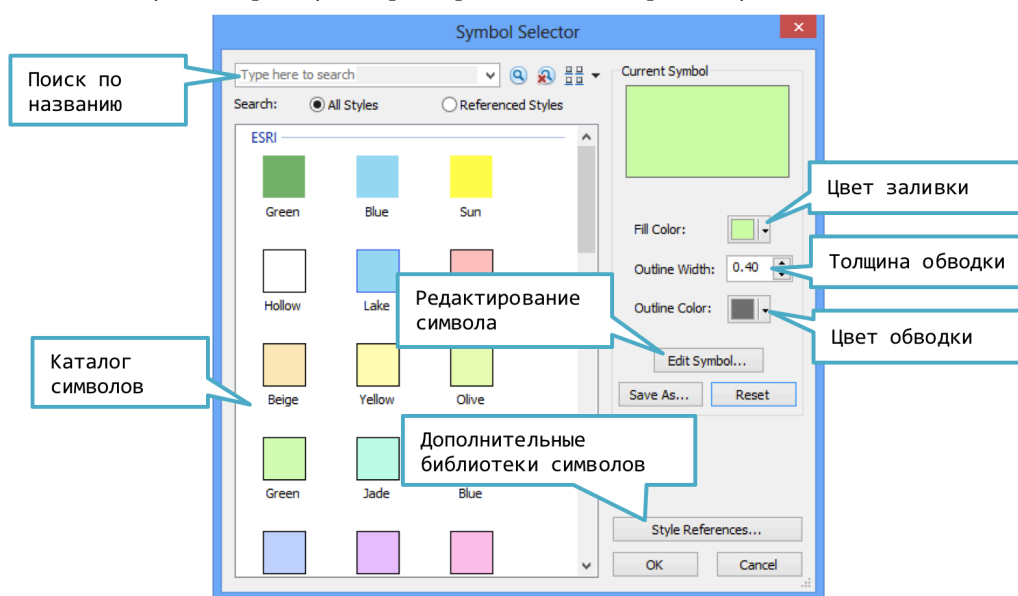 Symbol Selector
Поиск по
названию
Type here to search
Search:
All Styles
Referenced Styles
ESRI
Green
Blue
Sun
Hollow
Lake
Beige
Yellow
Olive
Green
Jade
Blue
Каталог
символов
Current Symbol
Fill Color:
Цвет заливки
Outline Width:
0.40
Толщина обводки
Outline Color:
Цвет обводки
Редактирование
символа
Edit Symbol...
Save As...
Reset
Дополнительные
библиотеки символов
Style References...
OK
Cancel